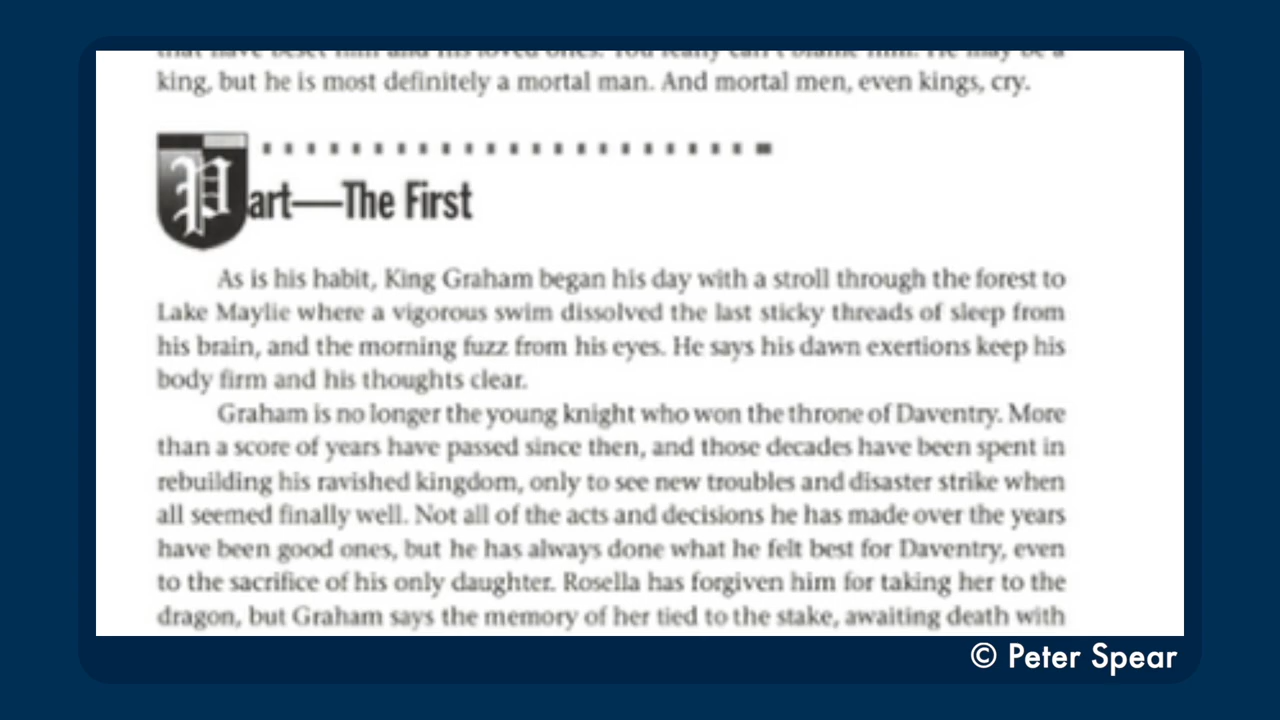 that have beset him and his loved ones. You really can't blame him. He may be a
king, but he is most definitely a mortal man. And mortal men, even kings, cry.
Part—The First
As is his habit, King Graham began his day with a stroll through the forest to
Lake Maylie where a vigorous swim dissolved the last sticky threads of sleep from
his brain, and the morning fuzz from his eyes. He says his dawn exertions keep his
body firm and his thoughts clear.
Graham is no longer the young knight who won the throne of Daventry. More
than a score of years have passed since then, and those decades have been spent in
rebuilding his ravished kingdom, only to see new troubles and disaster strike when
all seemed finally well. Not all of the acts and decisions he has made over the years
have been good ones, but he has always done what he felt best for Daventry, even
to the sacrifice of his only daughter. Rosella has forgiven him for taking her to the
dragon, but Graham says the memory of her tied to the stake, awaiting death with
© Peter Spear